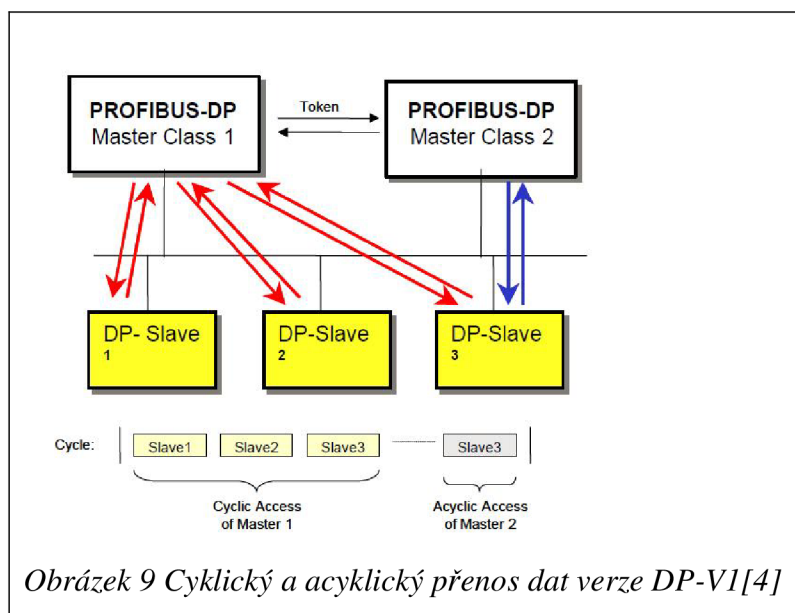 PROFIBUS-DP
Master Class 1
Token
PROFIBUS-DP
Master Class 2
DP- Slave
1
DP-Slave
2
DP-Slave
3
Cycle:
Slave1
Slave2
Slave3
Slave3
Cyclic Access
of Master 1
Acyclic Access
of Master 2
Obrázek 9 Cyklický a acyklický přenos dat verze DP-V1[4]